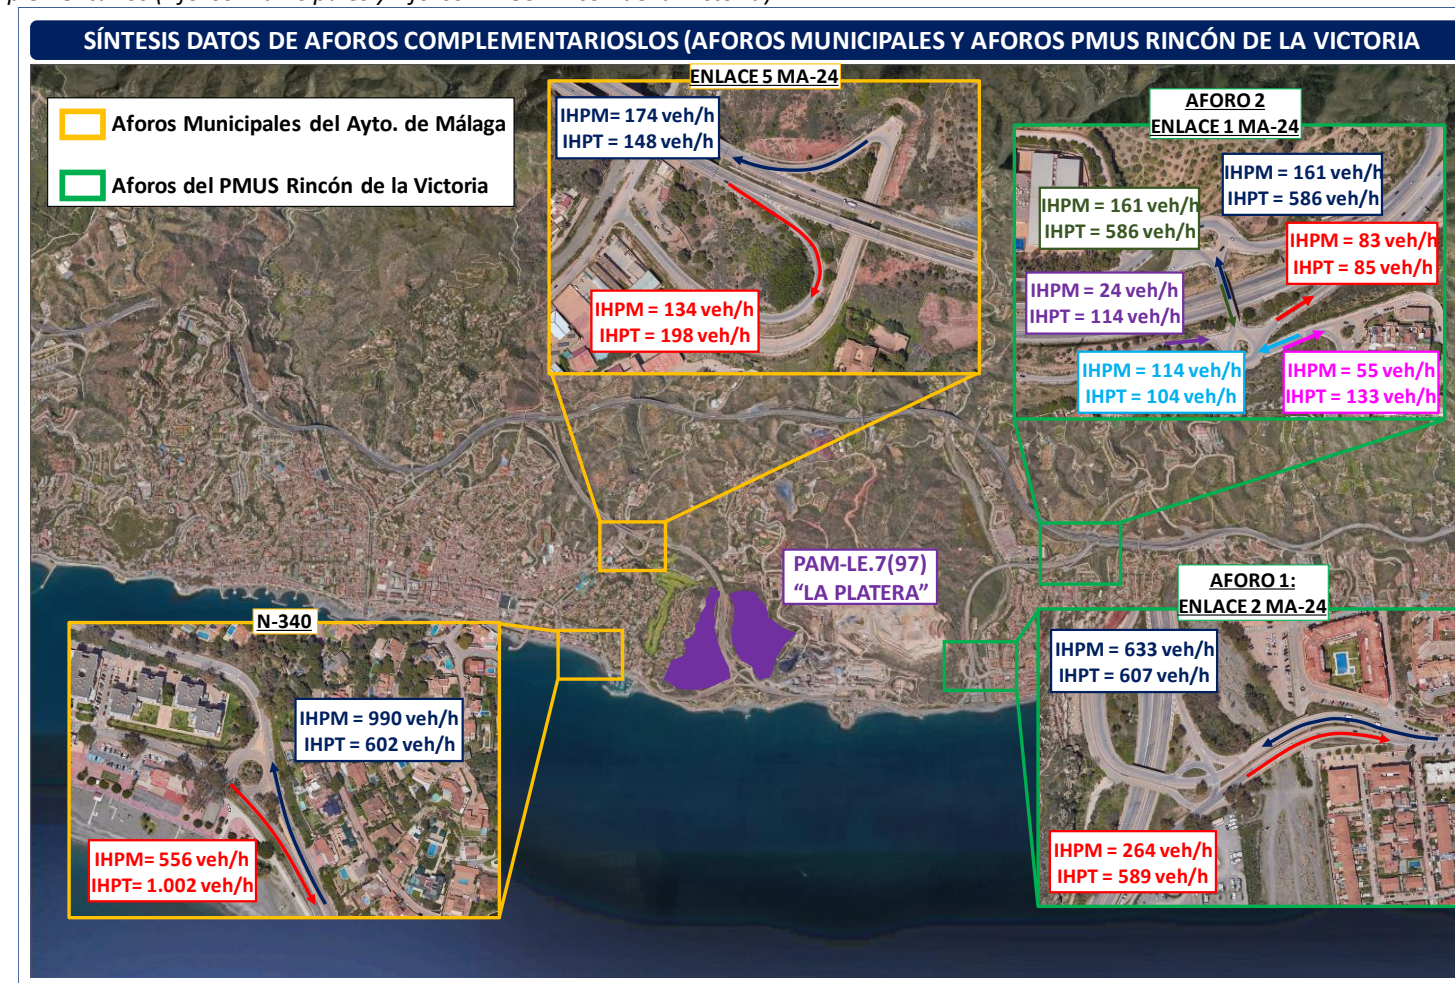 SÍNTESIS DATOS DE AFOROS COMPLEMENTARIOSLOS (AFOROS MUNICIPALES Y AFOROS PMUS RINCÓN DE LA VICTORIA
Aforos Municipales del Ayto. de Málaga
Aforos del PMUS Rincón de la Victoria
ENLACE 5 MA-24
IHPM= 174 veh/h
IHPT = 148 veh/h
IHPM = 134 veh/h
IHPT = 198 veh/h
AFORO 2
ENLACE 1 MA-24
IHPM = 161 veh/h
IHPT = 586 veh/h
IHPM = 161 veh/h
IHPT = 586 veh/h
IHPM = 83 veh/h
IHPT = 85 veh/h
IHPM = 24 veh/h
IHPT = 114 veh/h
IHPM = 114 veh/h
IHPT = 104 veh/h
IHPM = 55 veh/h
IHPT = 133 veh/h
PAM-LE.7(97)
“LA PLATERA”
N-340
IHPM = 990 veh/h
IHPT = 602 veh/h
IHPM= 556 veh/h
IHPT= 1.002 veh/h
AFORO 1:
ENLACE 2 MA-24
IHPM = 633 veh/h
IHPT = 607 veh/h
IHPM = 264 veh/h
IHPT = 589 veh/h